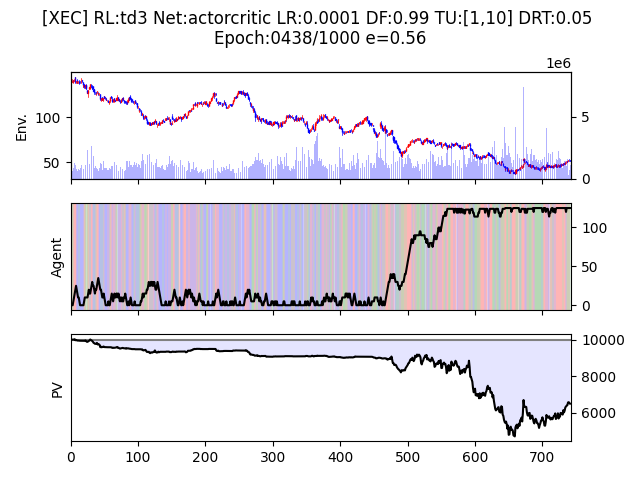 [XEC] RL:td3 Net:actorcritic LR:0.0001 DF:0.99 TU:[1,10] DRT:0.05
Epoch:0438/1000 e=0.56
1e6
Env.
100
50
5
0
Agent
100
50
0
PV
10000
8000
6000
0 100 200 300 400 500 600 700